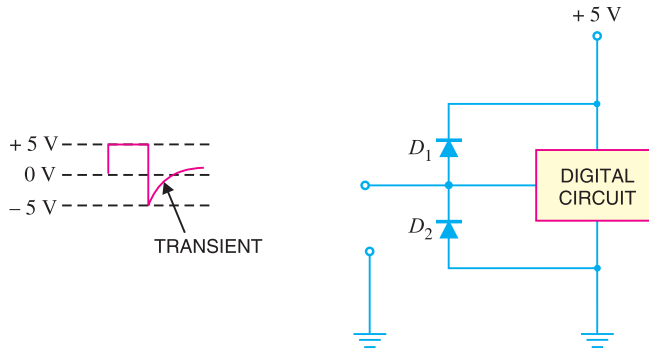 + 5 V
0 V
– 5 V
TRANSIENT
+ 5 V
D1
D2
DIGITAL
CIRCUIT